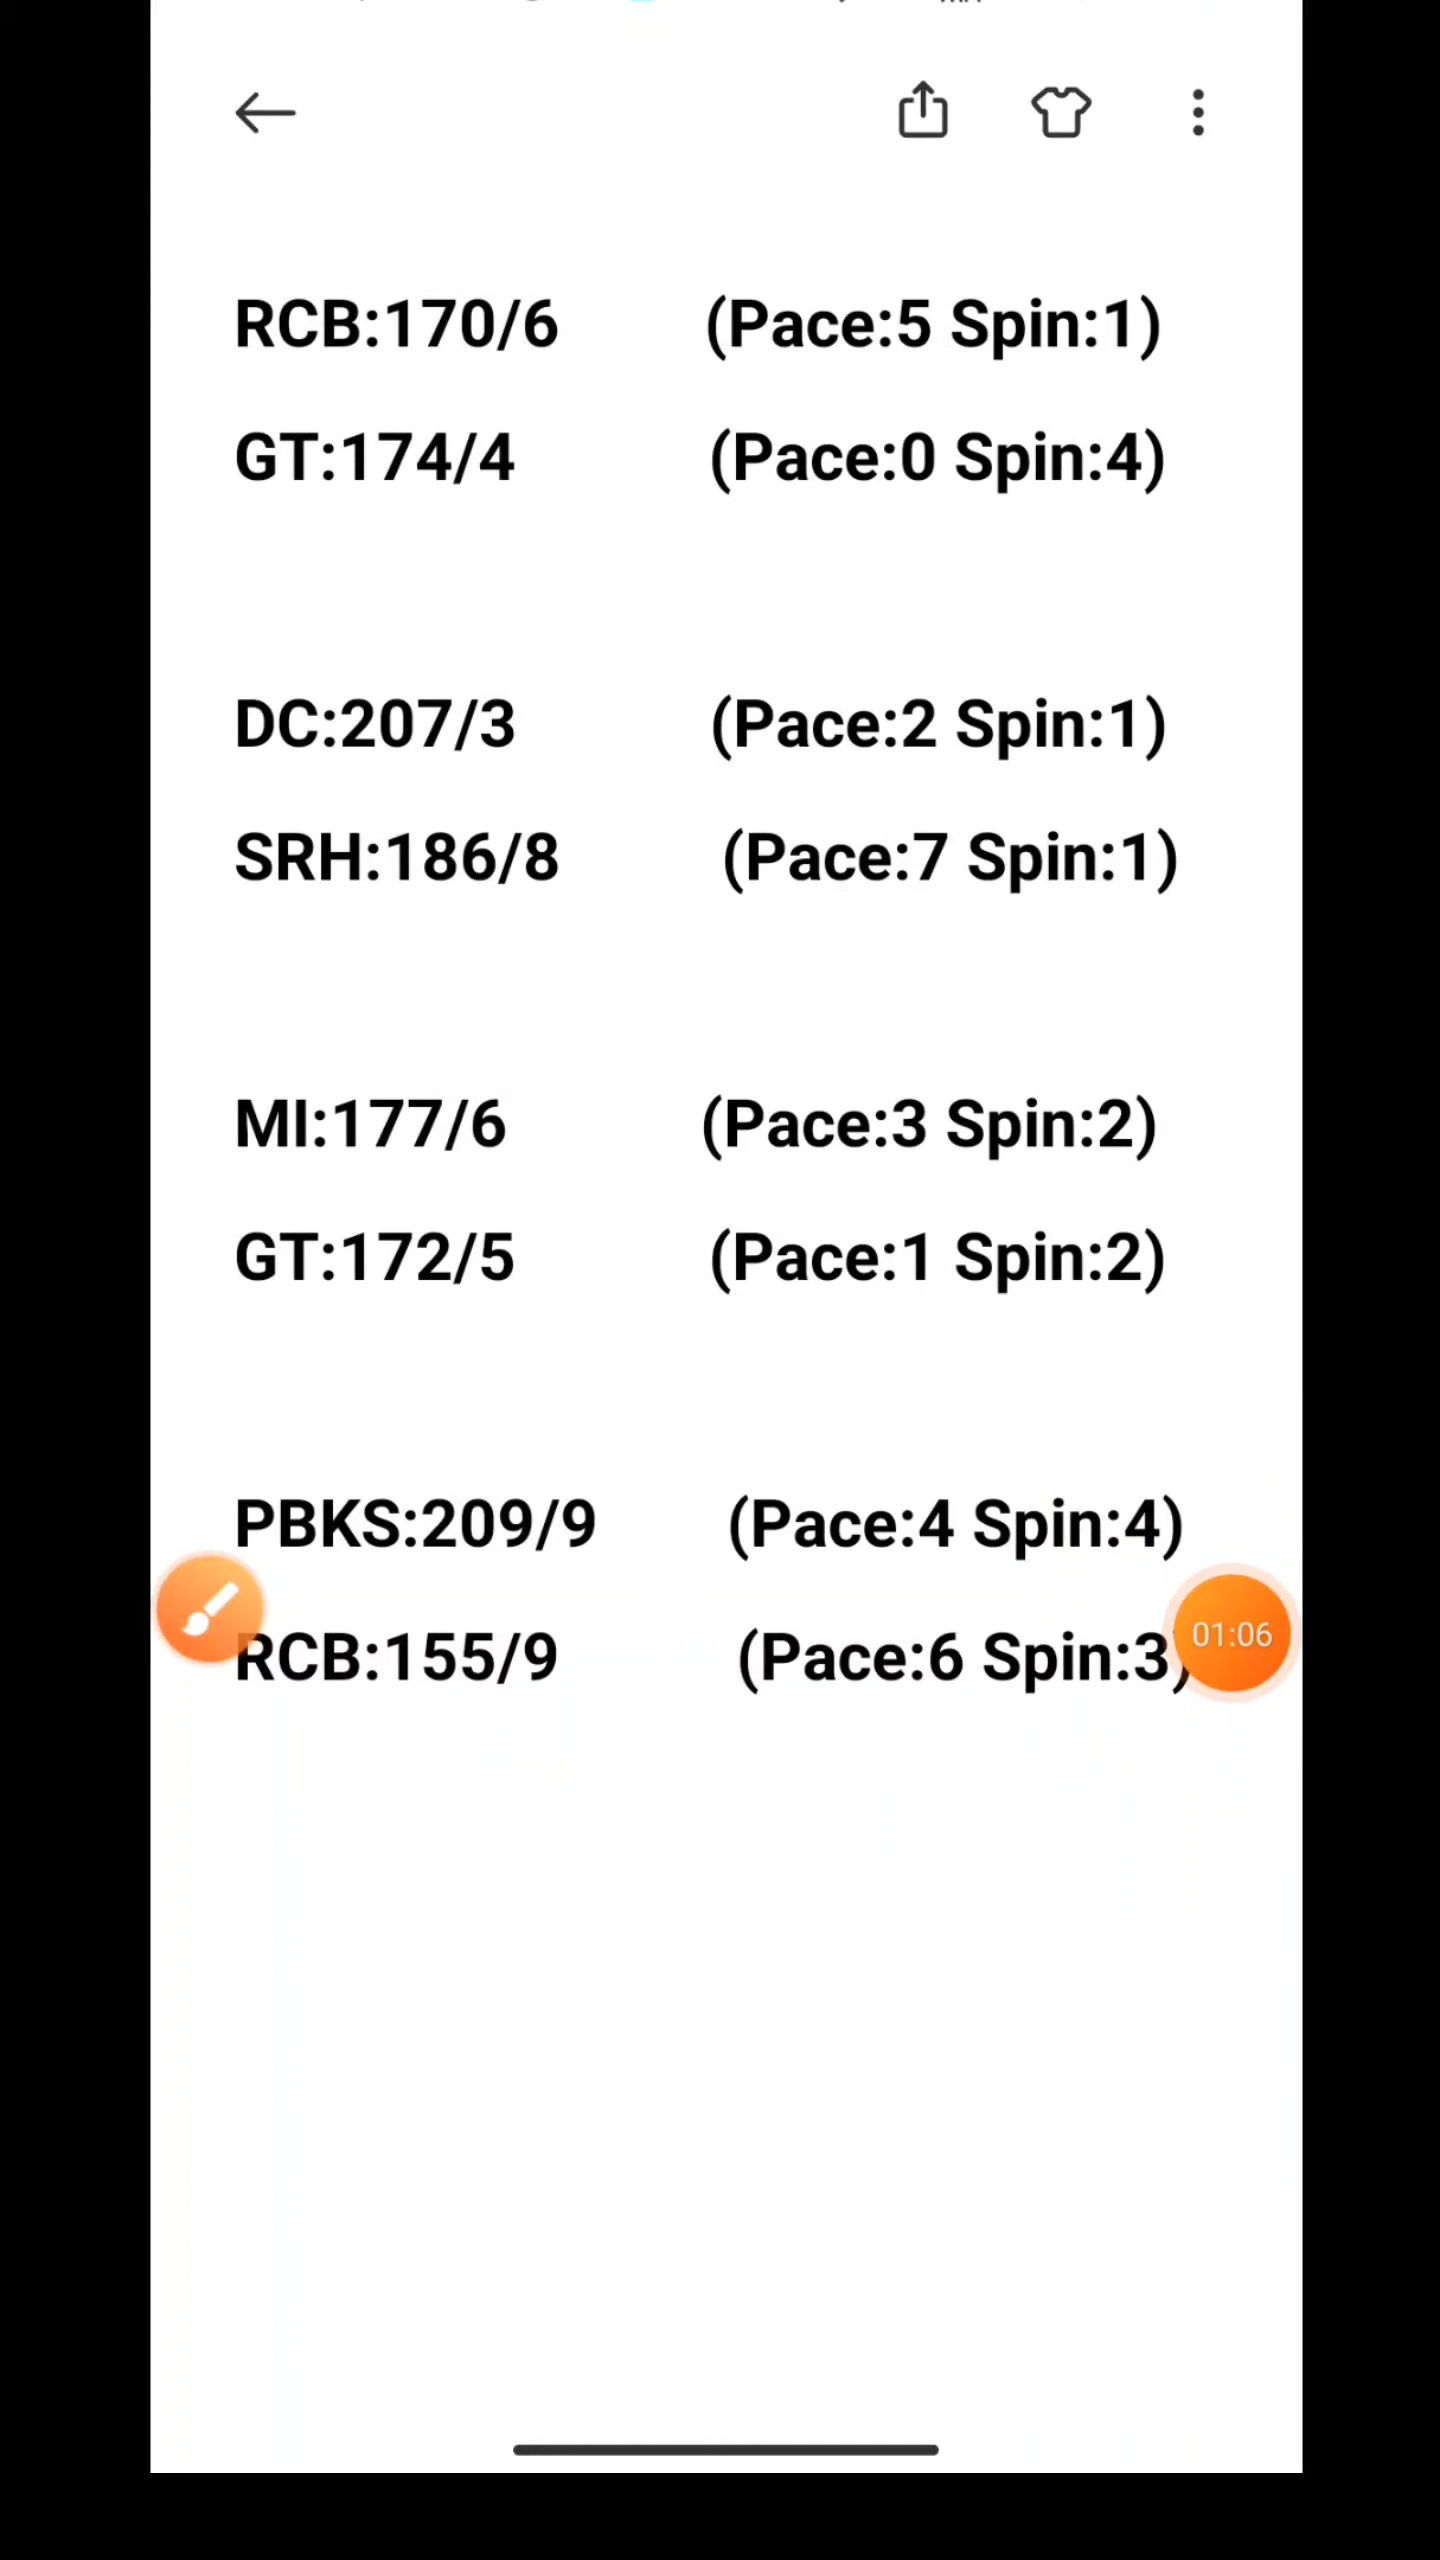 RCB:170/6 (Pace:5 Spin:1)
GT:174/4 (Pace:0 Spin:4)
DC:207/3 (Pace:2 Spin:1)
SRH:186/8 (Pace:7 Spin:1)
MI:177/6 (Pace:3 Spin:2)
GT:172/5 (Pace:1 Spin:2)
PBKS:209/9 (Pace:4 Spin:4)
RCB:155/9 (Pace:6 Spin:3)
01:06